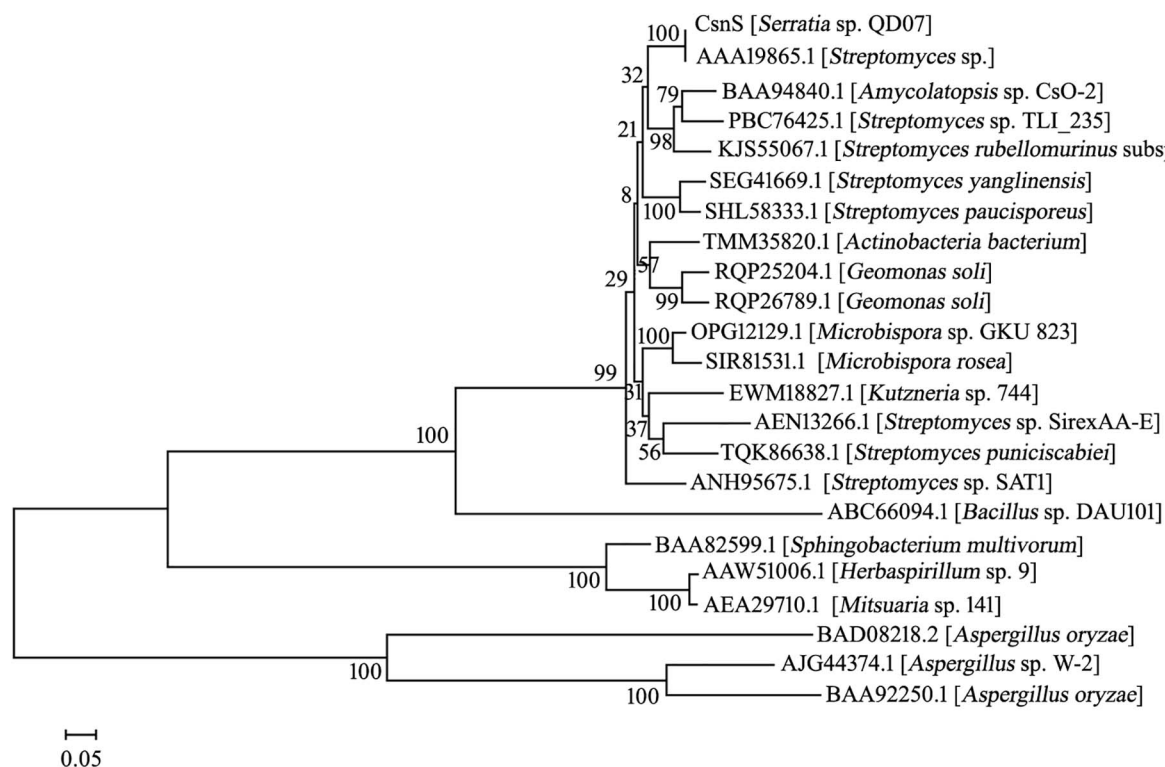 CsnS [Serratia sp. QD07]
100
AAA19865.1 [Streptomyces sp.]
32
79
BAA94840.1 [Amycolatopsis sp. CsO-2]
21
PBC76425.1 [Streptomyces sp. TLI_235]
98
KJS55067.1 [Streptomyces rubellomurinus subsp
SEG41669.1 [Streptomyces yanglinensis]
8
100
SHL58333.1 [Streptomyces paucisporeus]
TMM35820.1 [Actinobacteria bacterium]
57
RQP25204.1 [Geomonas soli]
29
99
RQP26789.1 [Geomonas soli]
100
OPG12129.1 [Microbispora sp. GKU 823]
SIR81531.1 [Microbispora rosea]
99
31
EWM18827.1 [Kutzneria sp. 744]
AEN13266.1 [Streptomyces sp. SirexAA-E]
37
100
56
TQK86638.1 [Streptomyces puniciscabiei]
ANH95675.1 [Streptomyces sp. SAT1]
ABC66094.1 [Bacillus sp. DAU101]
BAA82599.1 [Sphingobacterium multivorum]
100
AAW51006.1 [Herbaspirillum sp. 9]
100
AEA29710.1 [Mitsuaria sp. 141]
BAD08218.2 [Aspergillus oryzae]
100
AJG44374.1 [Aspergillus sp. W-2]
100
BAA92250.1 [Aspergillus oryzae]
0.05